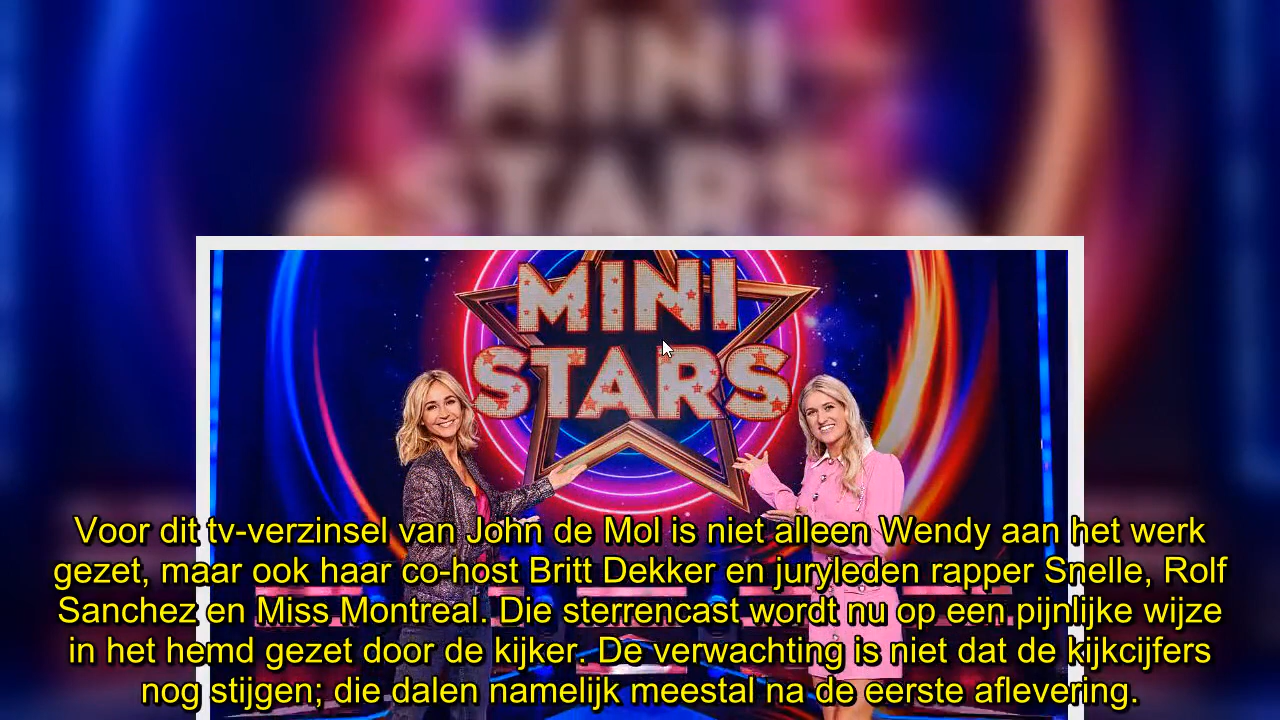 MINI
STARS
MINI
STARS
Voor dit tv-verzinsel van John de Mol is niet alleen Wendy aan het werk
gezet, maar ook haar co-host Britt Dekker en juryleden rapper Snelle, Rolf
Sanchez en Miss Montreal. Die sterrencast wordt nu op een pijnlijke wijze
in het hemd gezet door de kijker. De verwachting is niet dat de kijkcijfers
nog stijgen; die dalen namelijk meestal na de eerste aflevering.